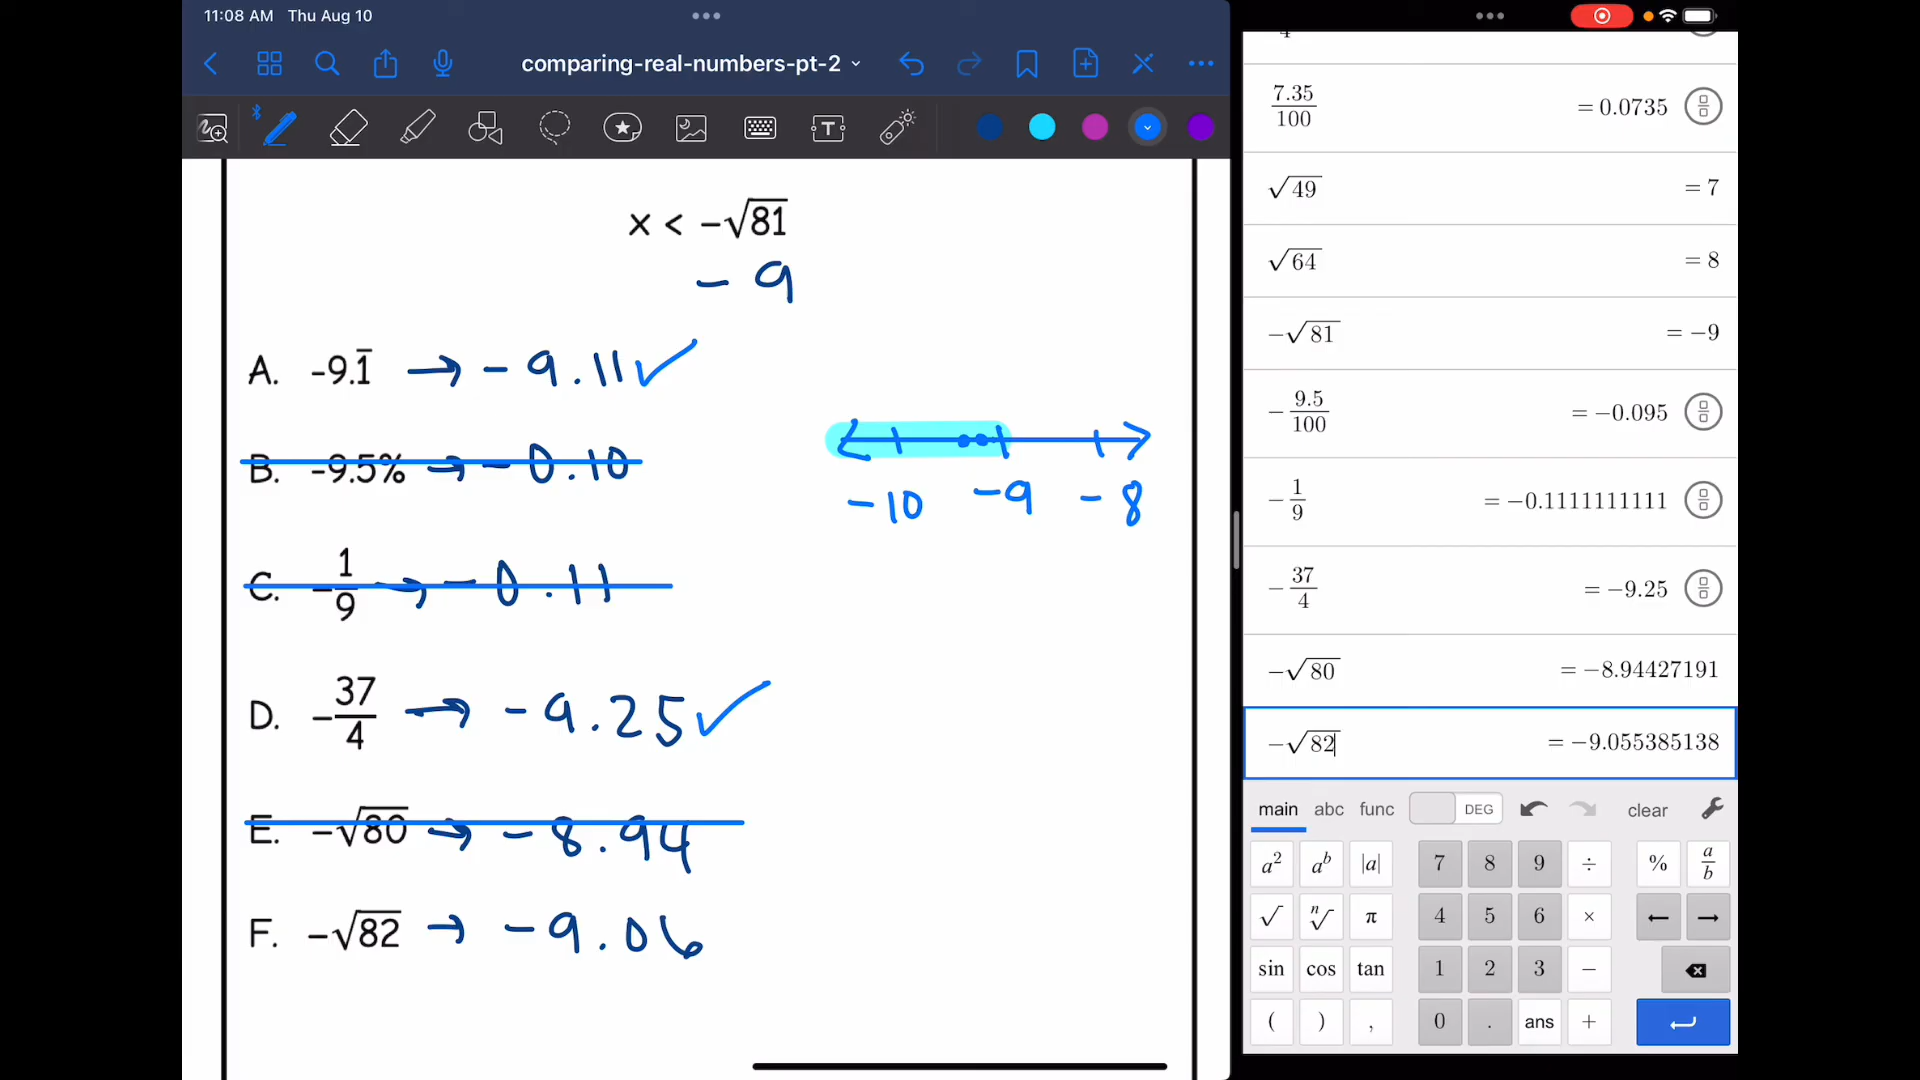 11:08 AM Thu Aug 10
comparing-real-numbers-pt-2
x < -√81
- 9
A. -9.1̅ → - 9.11 ✓
B. -9.5% → - 0.10
C. -1/9 → - 0.11
D. -37/4 → - 9.25 ✓
E. -√80 → - 8.94
F. -√82 → - 9.06
-10 -9 -8
4
7.35/100 = 0.0735
√49 = 7
√64 = 8
-√81 = -9
-9.5/100 = -0.095
-1/9 = -0.1111111111
-37/4 = -9.25
-√80 = -8.94427191
-√82 = -9.055385138
main abc func DEG clear
a² aᵇ |a| 7 8 9 ÷ % a/b
√ ⁿ√ π 4 5 6 × ← →
sin cos tan 1 2 3 −
( ) , 0 . ans +